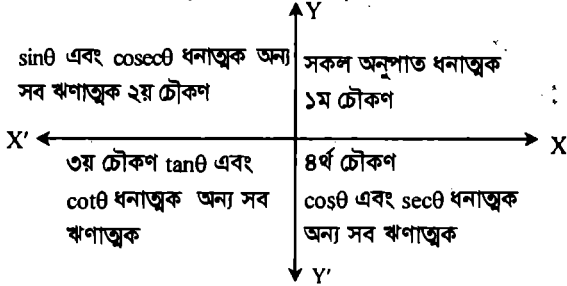 Y
sinθ এবং cosecθ ধনাত্মক অন্য
সব ঋণাত্মক ২য় চৌকণ
সকল অনুপাত ধনাত্মক
১ম চৌকণ
X′
X
৩য় চৌকণ tanθ এবং
cotθ ধনাত্মক অন্য সব
ঋণাত্মক
৪র্থ চৌকণ
cosθ এবং secθ ধনাত্মক
অন্য সব ঋণাত্মক
Y′